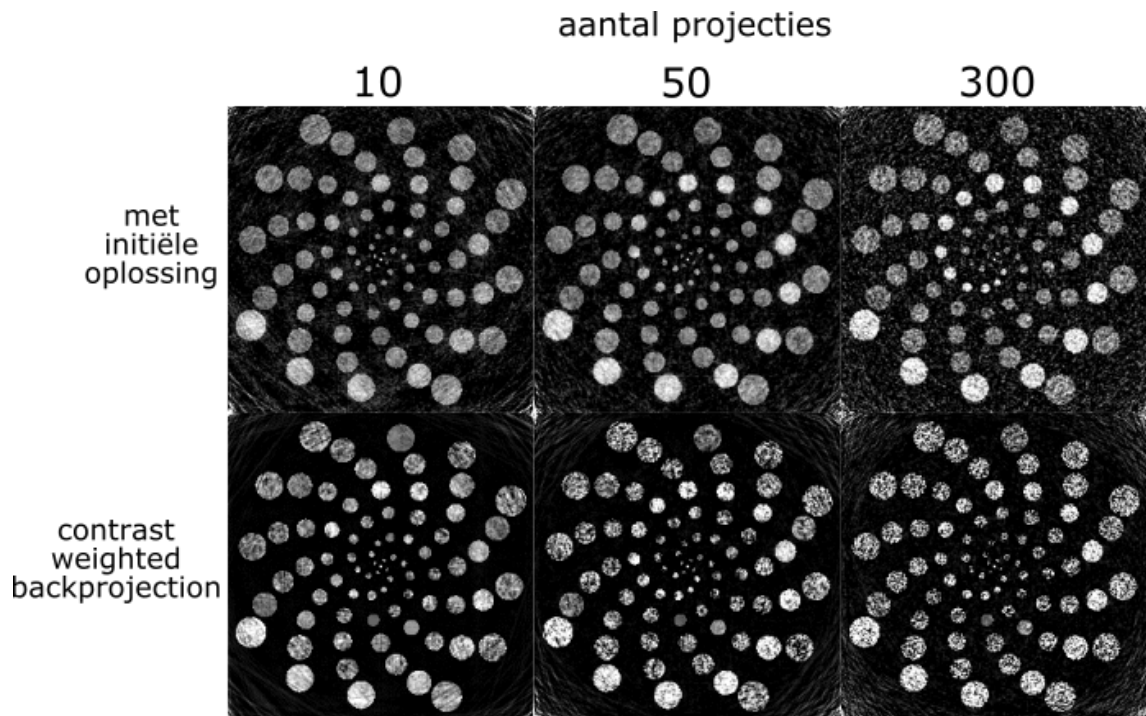 aantal projecties
10 50 300
met
initiële
oplossing
contrast
weighted
backprojection